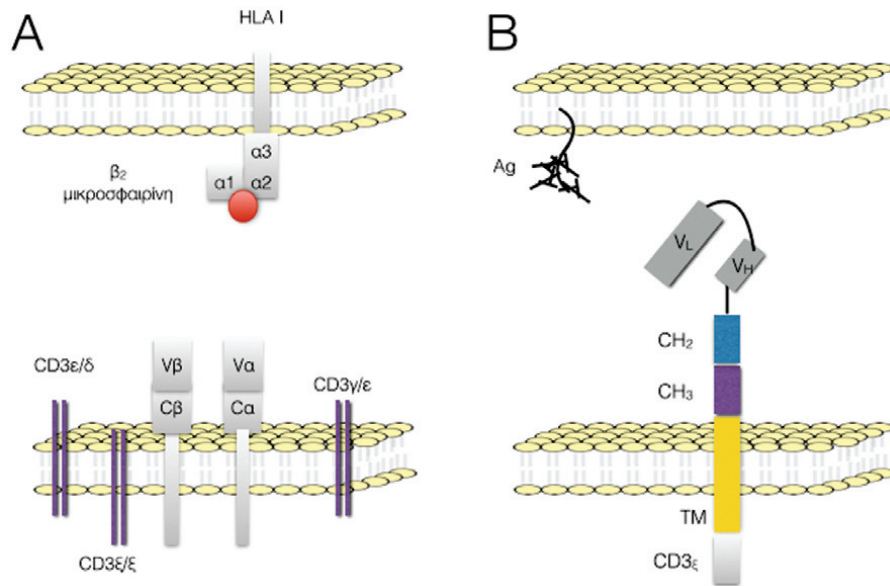 A
HLA I
α3
α1
α2
β₂
μικροσφαιρίνη
CD3ε/δ
Vβ
Vα
CD3γ/ε
Cβ
Cα
CD3ξ/ξ
B
Ag
VL
VH
CH₂
CH₃
TM
CD3ξ